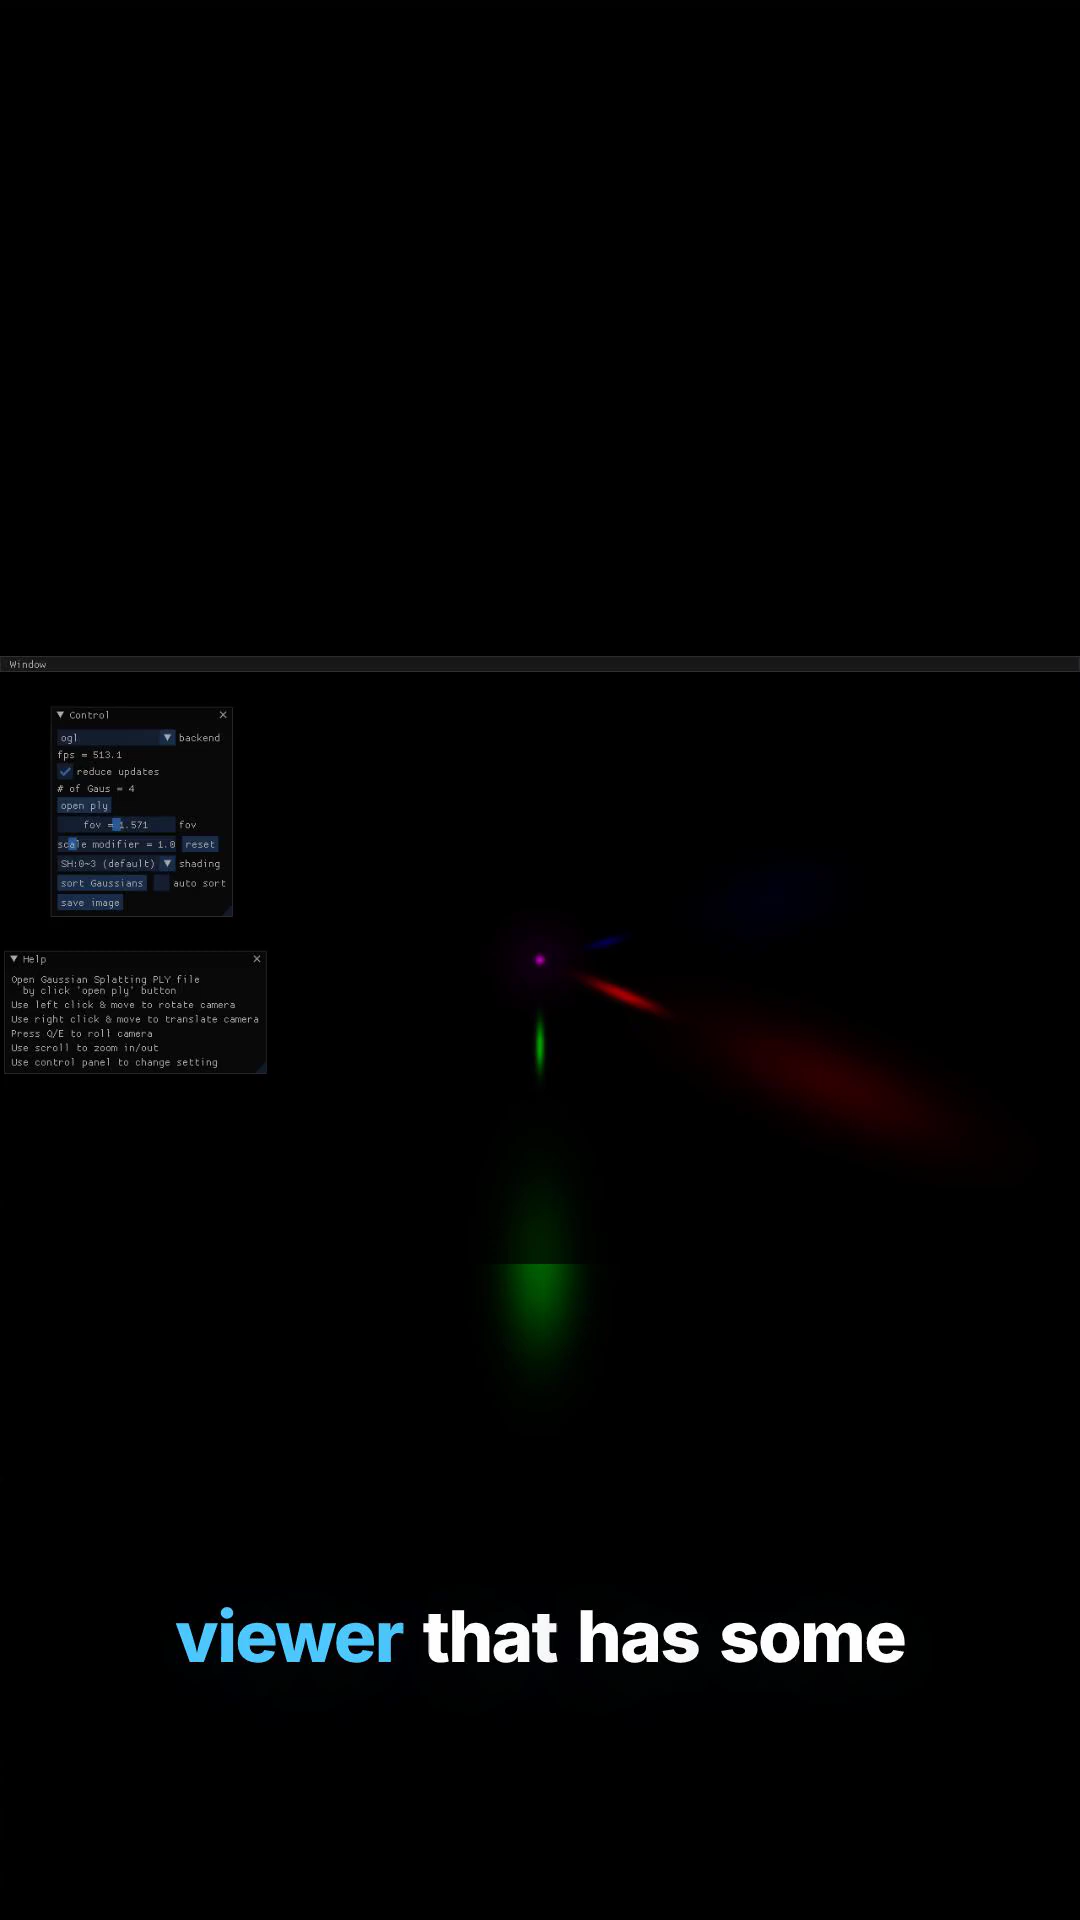 Window
Control
ogl backend
fps = 513.1
reduce updates
# of Gaus = 4
open ply
fov = 1.571 fov
scale modifier = 1.0 reset
SH:0~3 (default) shading
sort Gaussians auto sort
save image
Help
Open Gaussian Splatting PLY file
by click 'open ply' button
Use left click & move to rotate camera
Use right click & move to translate camera
Press Q/E to roll camera
Use scroll to zoom in/out
Use control panel to change setting
viewer that has some